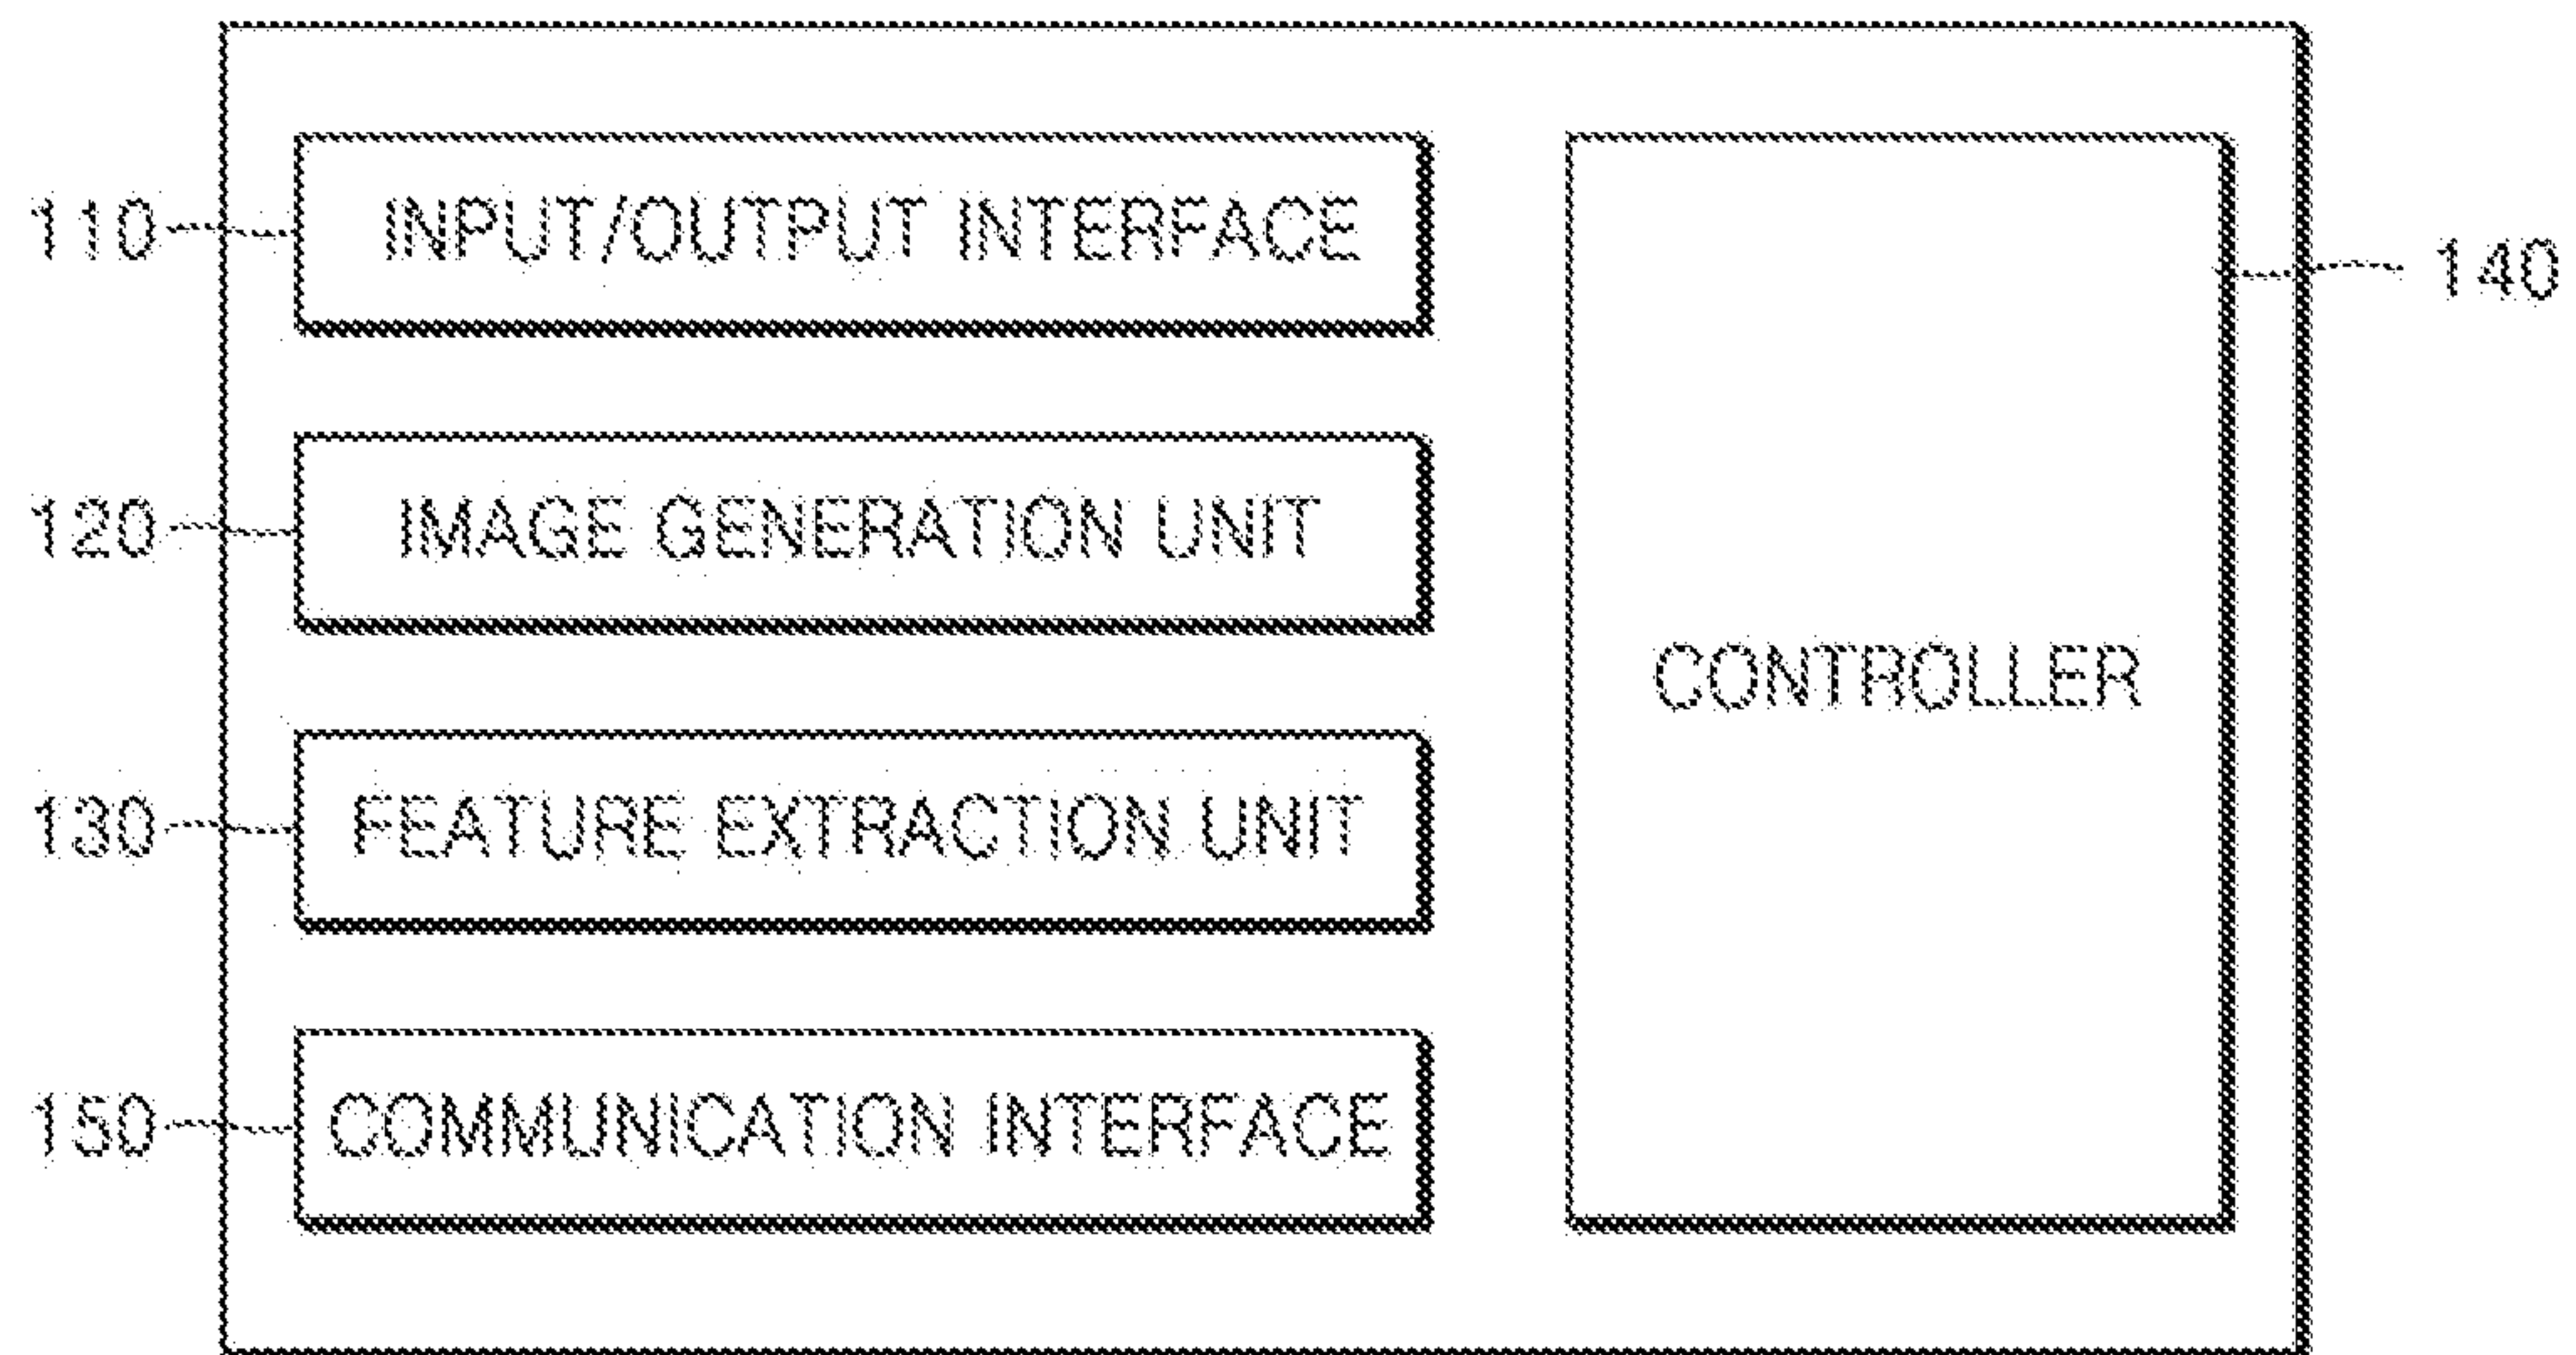 110 INPUT/OUTPUT INTERFACE
140
120 IMAGE GENERATION UNIT
CONTROLLER
130 FEATURE EXTRACTION UNIT
150 COMMUNICATION INTERFACE